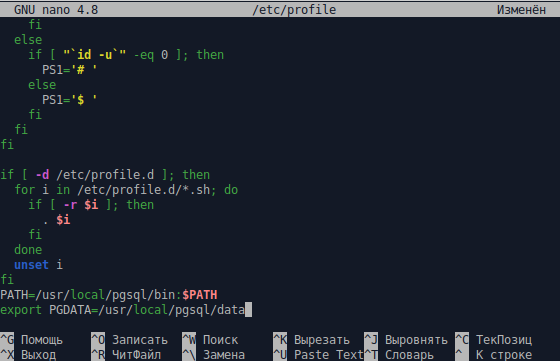 GNU nano 4.8 /etc/profile Изменён
    fi
  else
    if [ "`id -u`" -eq 0 ]; then
      PS1='# '
    else
      PS1='$ '
    fi
  fi
fi

if [ -d /etc/profile.d ]; then
  for i in /etc/profile.d/*.sh; do
    if [ -r $i ]; then
      . $i
    fi
  done
  unset i
fi
PATH=/usr/local/pgsql/bin:$PATH
export PGDATA=/usr/local/pgsql/data
^G Помощь ^O Записать ^W Поиск ^K Вырезать ^J Выровнять ^C ТекПозиц
^X Выход ^R ЧитФайл ^\ Замена ^U Paste Text ^T Словарь ^_ К строке